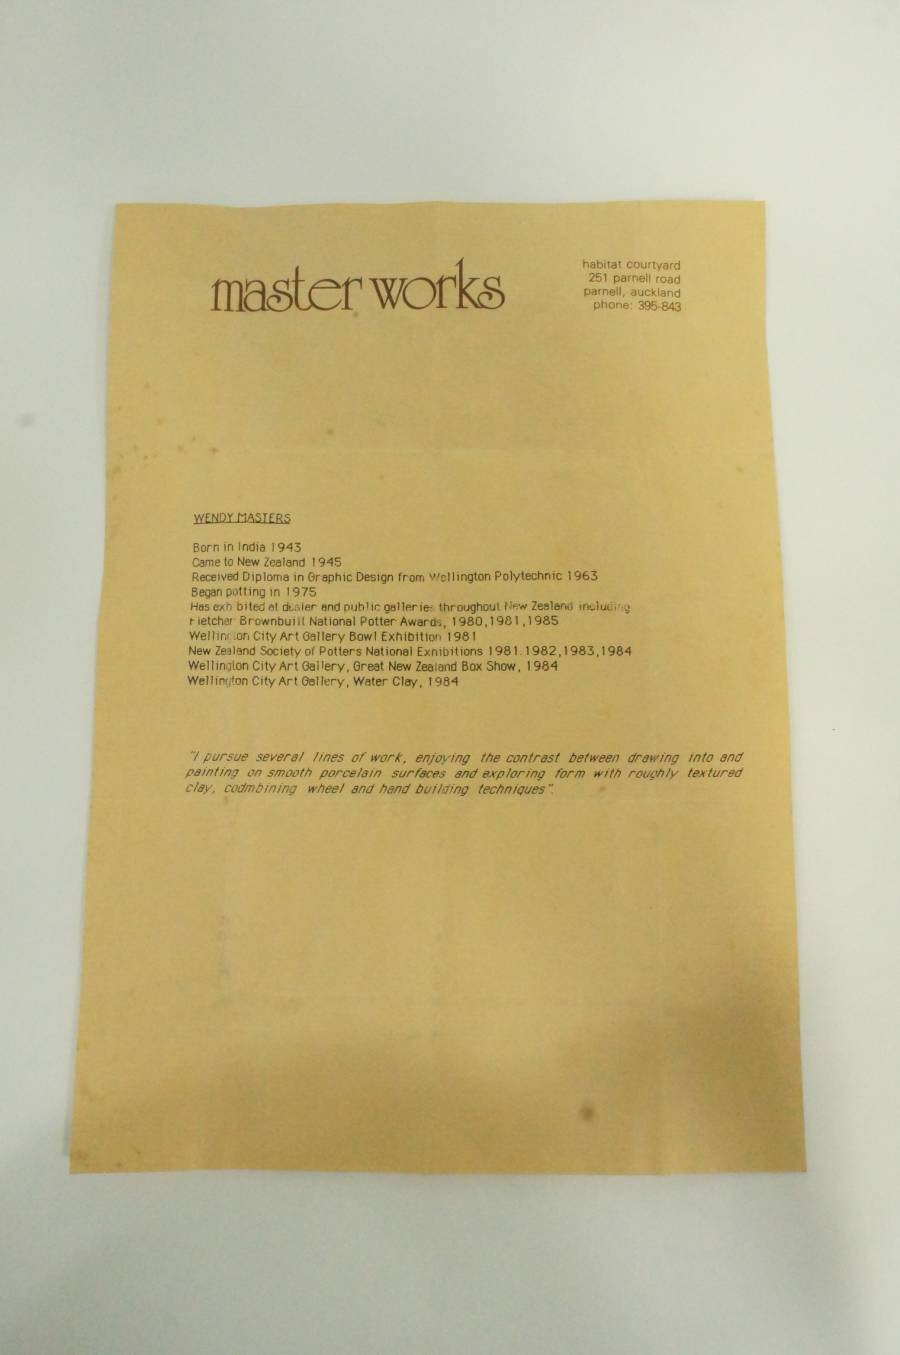 master works
habitat courtyard
251 parnell road
parnell, auckland
phone: 395-843
WENDY MASTERS
Born in India 1943
Came to New Zealand 1945
Received Diploma in Graphic Design from Wellington Polytechnic 1963
Began potting in 1975
Has exhibited at dealer and public galleries throughout New Zealand including
Fletcher Brownbuilt National Potter Awards, 1980,1981,1985
Wellington City Art Gallery Bowl Exhibition 1981
New Zealand Society of Potters National Exhibitions 1981.1982,1983,1984
Wellington City Art Gallery, Great New Zealand Box Show, 1984
Wellington City Art Gallery, Water Clay, 1984
"I pursue several lines of work, enjoying the contrast between drawing into and
painting on smooth porcelain surfaces and exploring form with roughly textured
clay, codmbining wheel and hand building techniques".